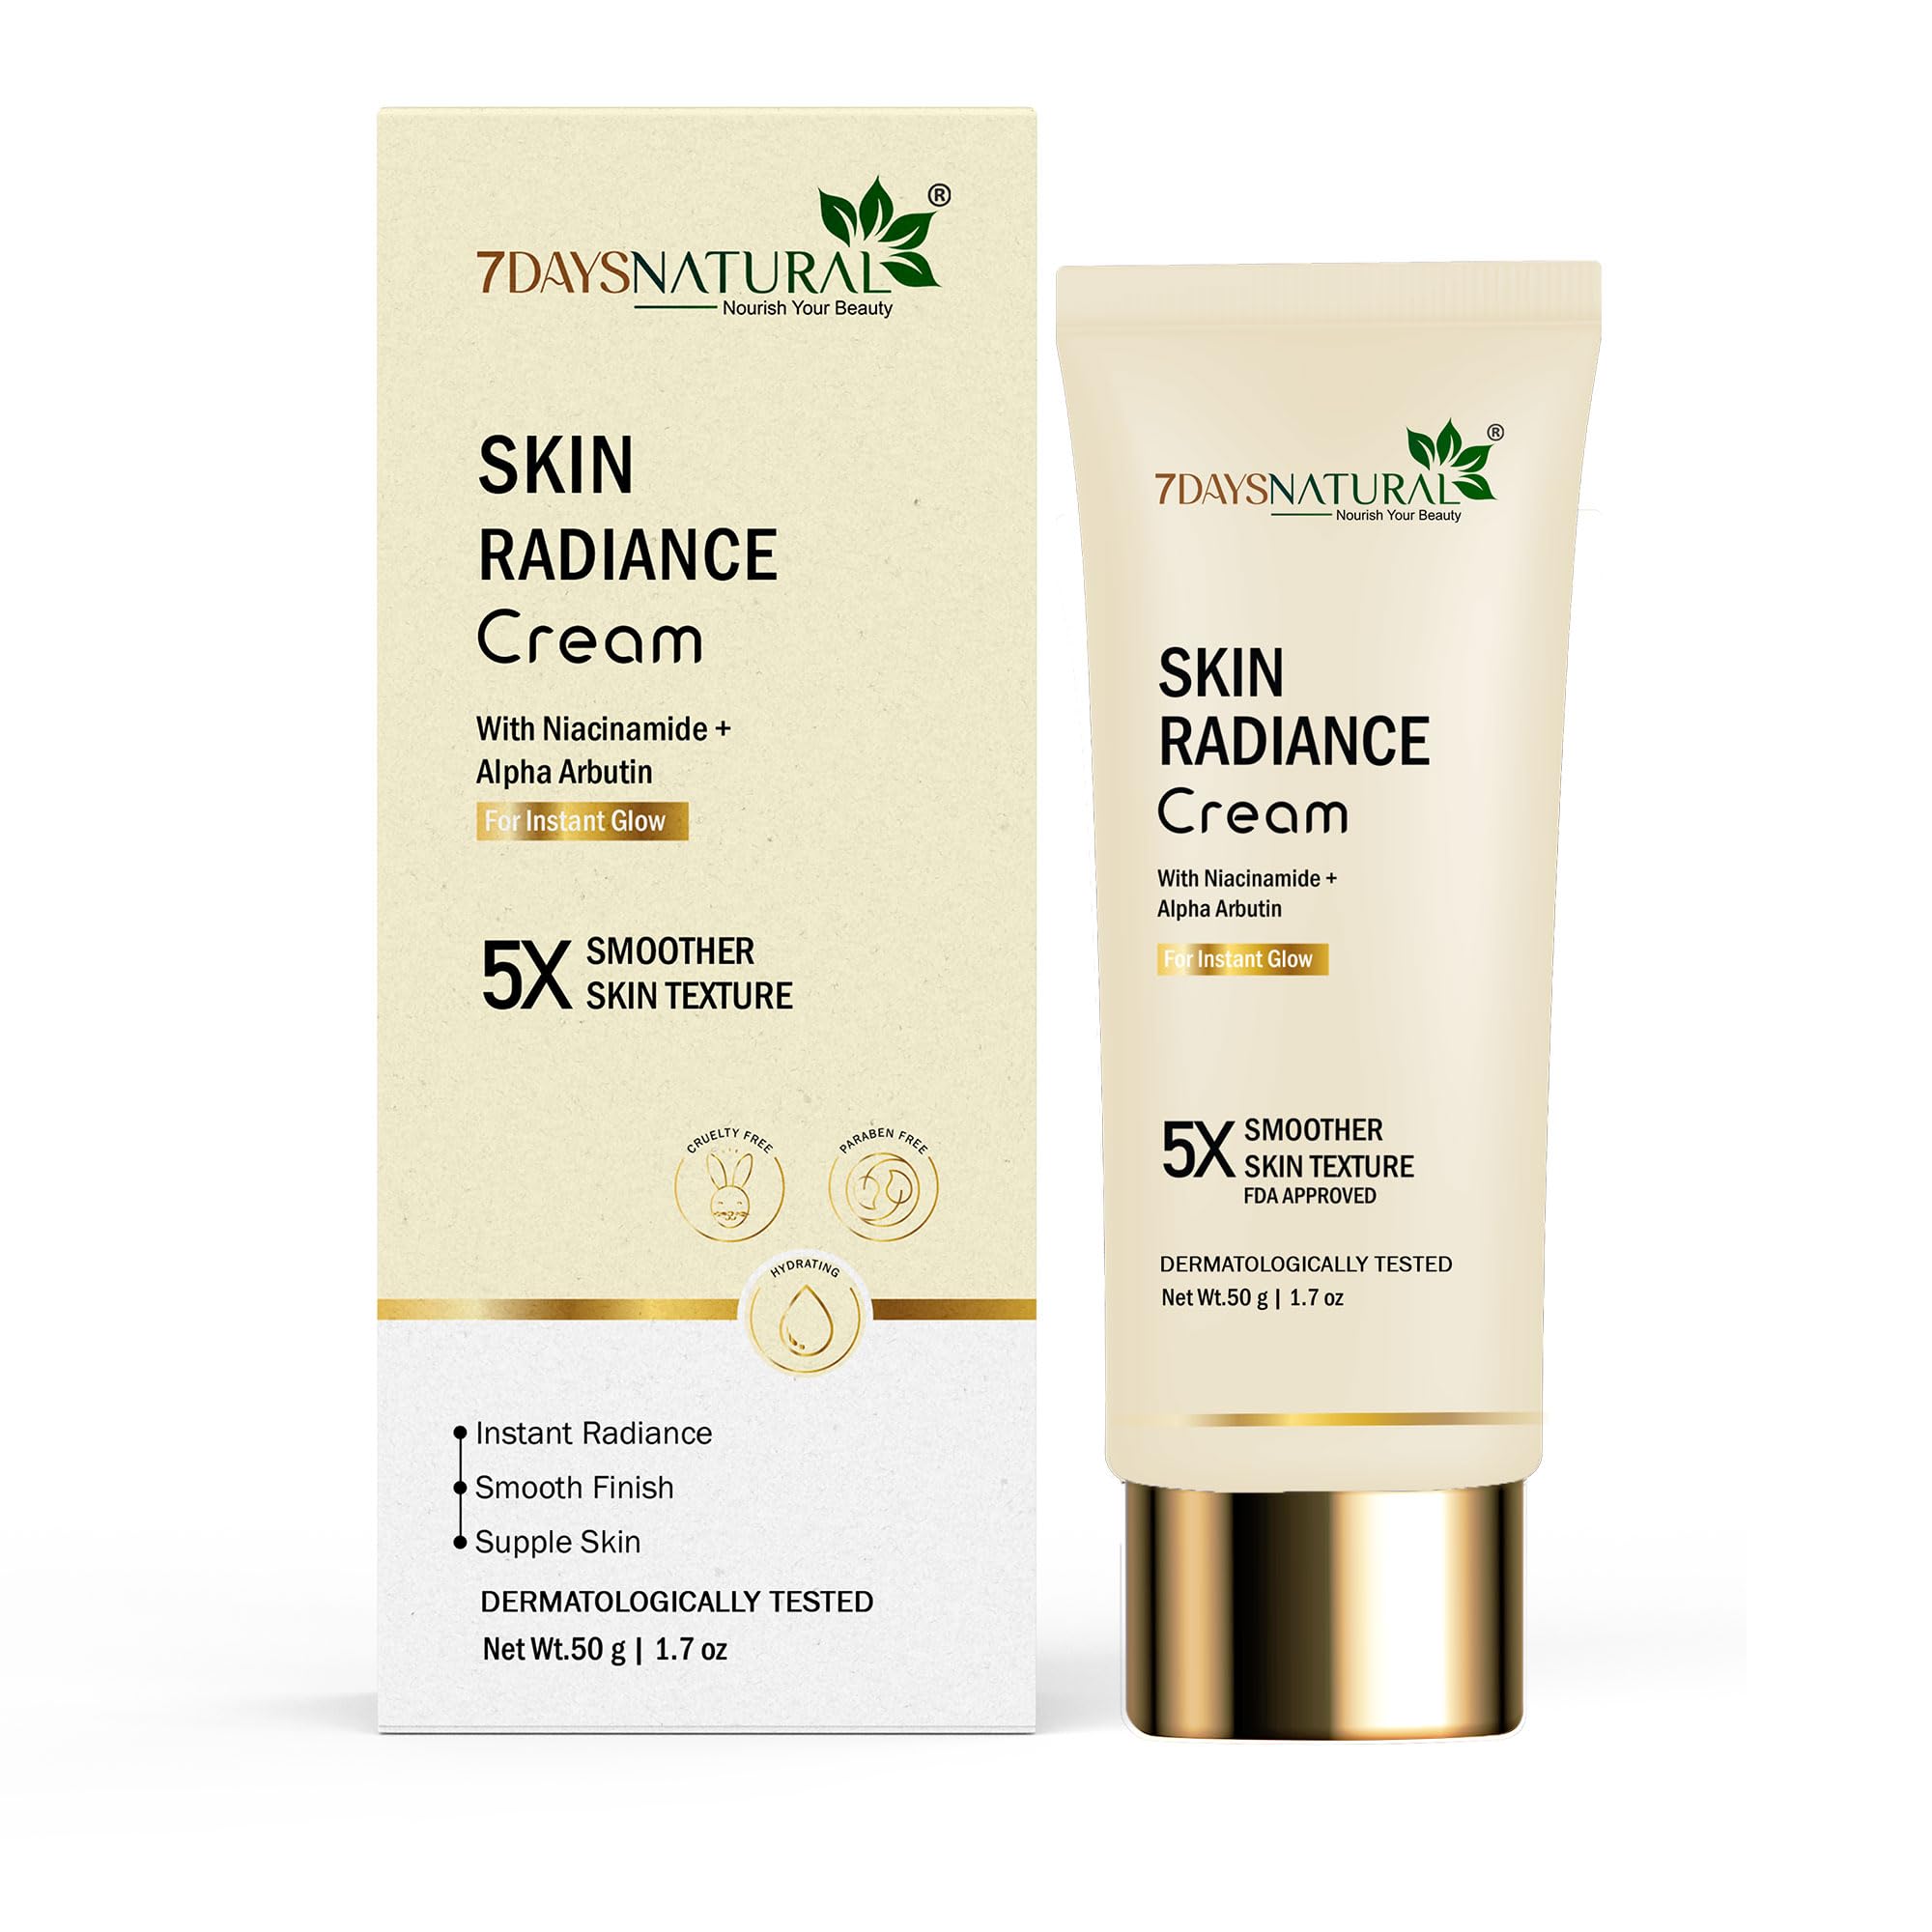 7DAYSNATURAL®
Nourish Your Beauty
SKIN
RADIANCE
Cream
With Niacinamide +
Alpha Arbutin
For Instant Glow
5X SMOOTHER
SKIN TEXTURE
CRUELTY FREE
PARABEN FREE
HYDRATING
Instant Radiance
Smooth Finish
Supple Skin
DERMATOLOGICALLY TESTED
Net Wt.50 g | 1.7 oz
7DAYSNATURAL®
Nourish Your Beauty
SKIN
RADIANCE
Cream
With Niacinamide +
Alpha Arbutin
For Instant Glow
5X SMOOTHER
SKIN TEXTURE
FDA APPROVED
DERMATOLOGICALLY TESTED
Net Wt.50 g | 1.7 oz